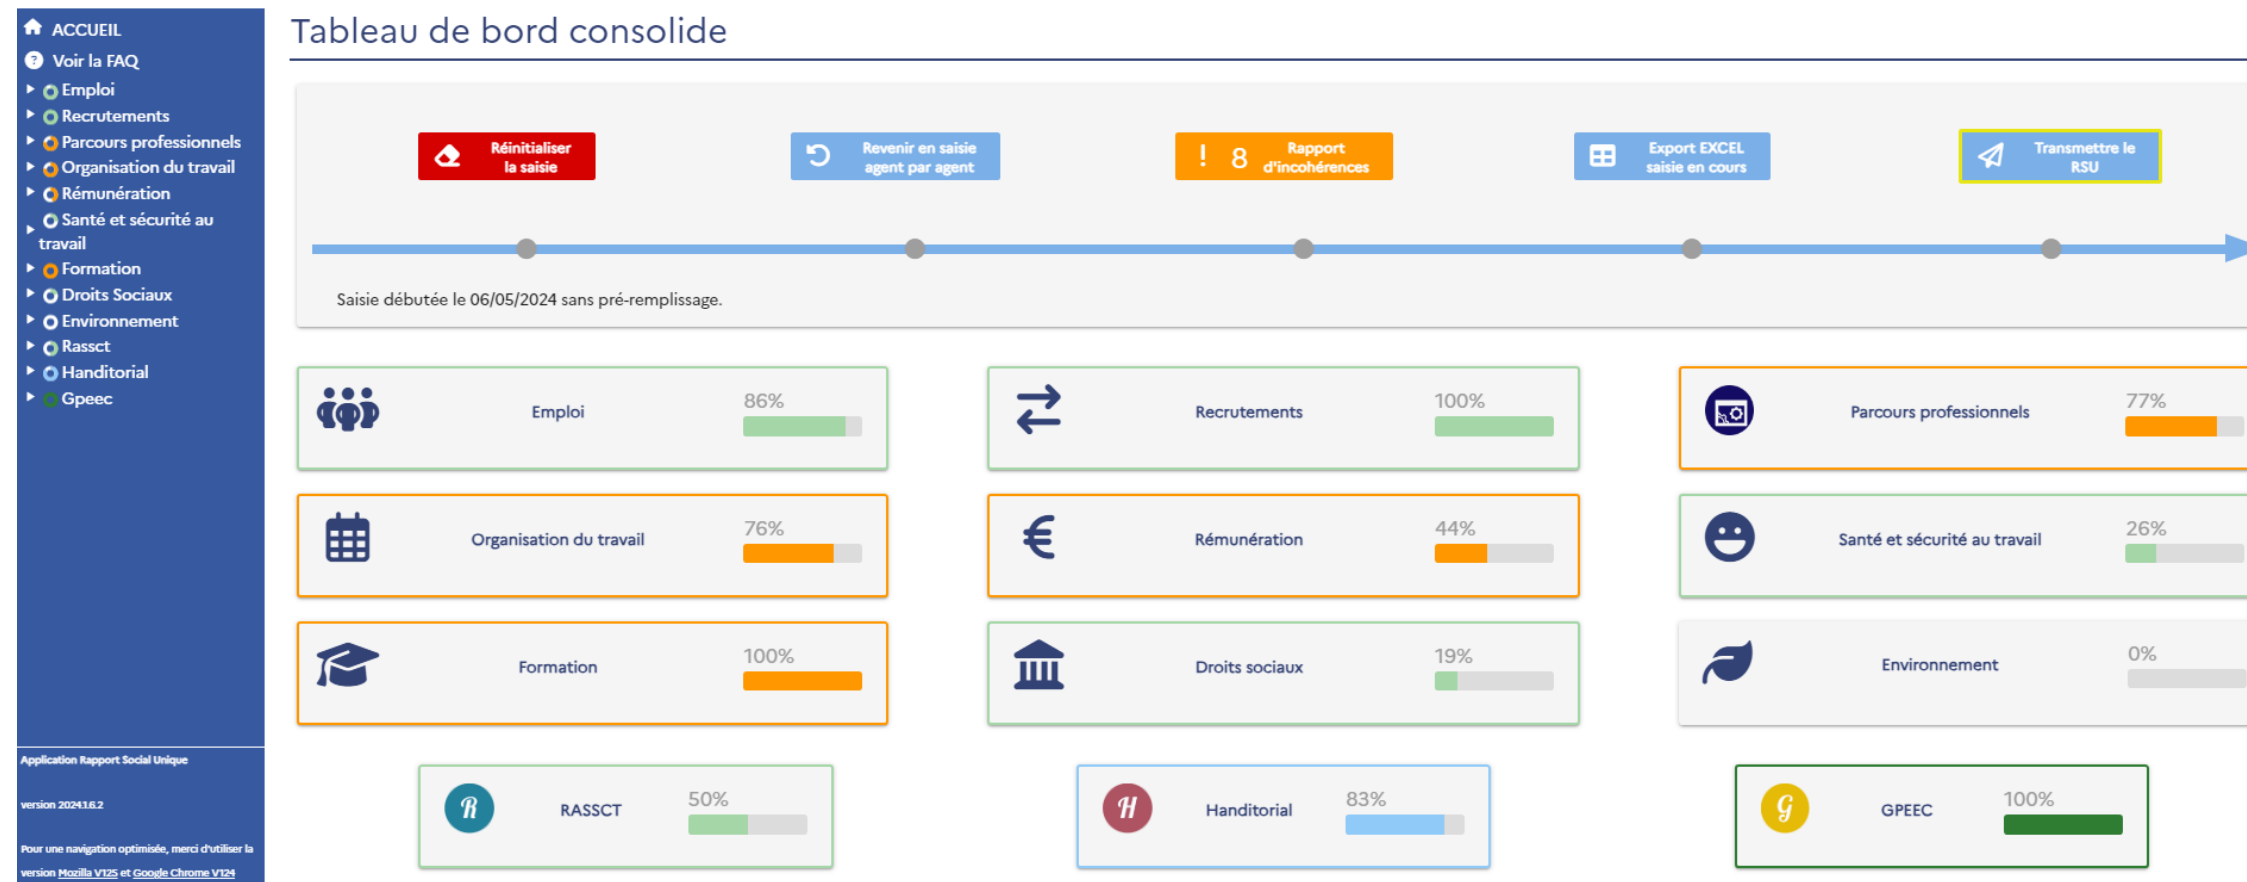 ACCUEIL
Voir la FAQ
Emploi
Recrutements
Parcours professionnels
Organisation du travail
Rémunération
Santé et sécurité au
travail
Formation
Droits Sociaux
Environnement
Rassct
Handitorial
Gpeec
Application Rapport Social Unique
version 2024.1.6.2
Pour une navigation optimisée, merci d'utiliser la
version Mozilla V125 et Google Chrome V124
Tableau de bord consolide
Réinitialiser
la saisie
Revenir en saisie
agent par agent
! 8 Rapport
d'incohérences
Export EXCEL
saisie en cours
Transmettre le
RSU
Saisie débutée le 06/05/2024 sans pré-remplissage.
Emploi 86%
Recrutements 100%
Parcours professionnels 77%
Organisation du travail 76%
€ Rémunération 44%
Santé et sécurité au travail 26%
Formation 100%
Droits sociaux 19%
Environnement 0%
R RASSCT 50%
H Handitorial 83%
G GPEEC 100%